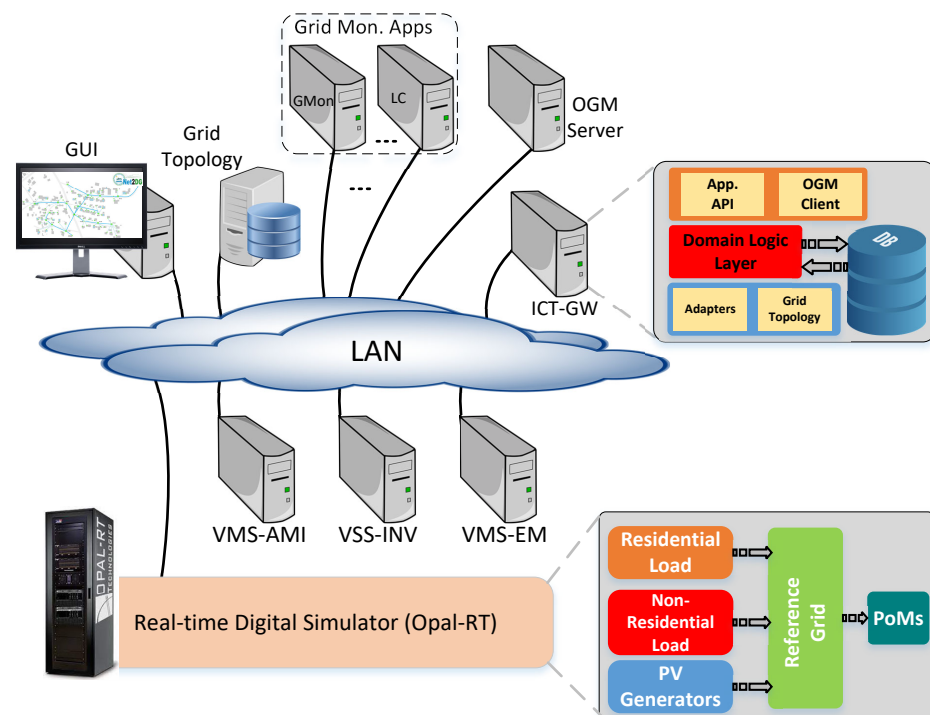 Grid Mon. Apps
GMon
LC
...
...
OGM
Server
GUI
Net2DG
Grid
Topology
ICT-GW
App.
API
OGM
Client
Domain Logic
Layer
DB
Adapters
Grid
Topology
LAN
VMS-AMI
VSS-INV
VMS-EM
OPAL-RT
TECHNOLOGIES
Real-time Digital Simulator (Opal-RT)
Residential
Load
Non-
Residential
Load
PV
Generators
Reference
Grid
PoMs